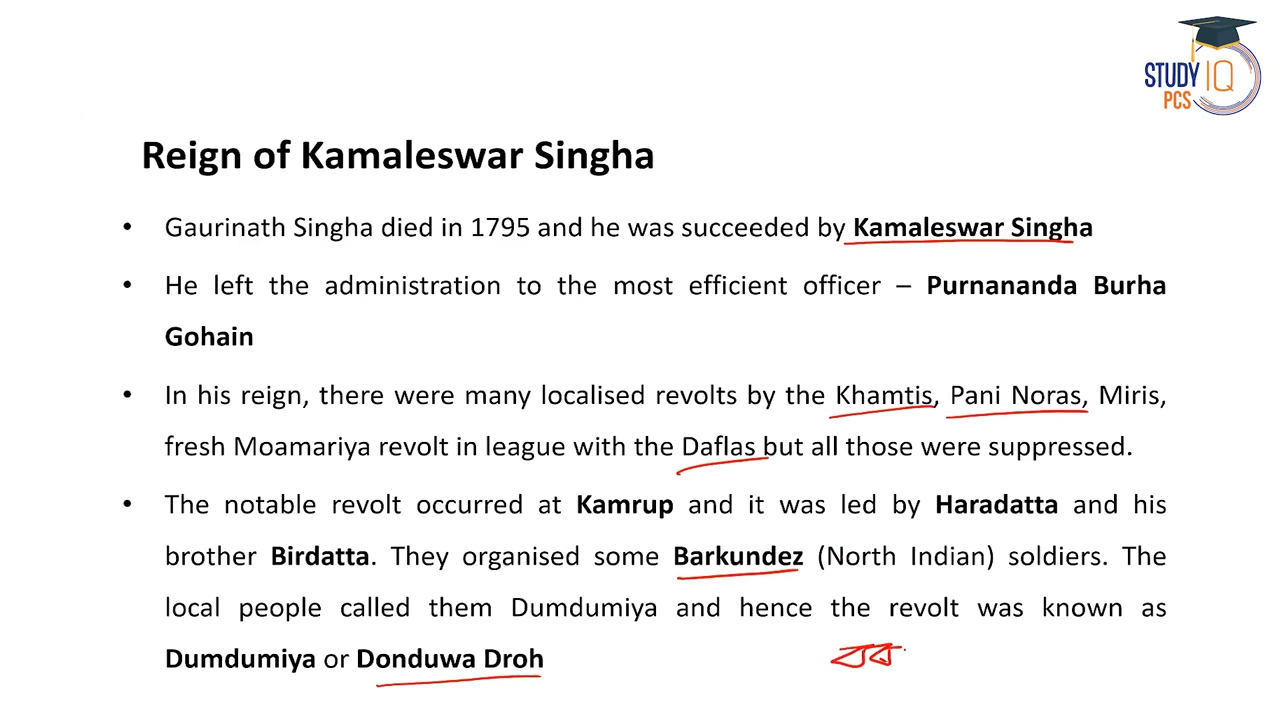 STUDY IQ
PCS
Reign of Kamaleswar Singha
• Gaurinath Singha died in 1795 and he was succeeded by Kamaleswar Singha
• He left the administration to the most efficient officer – Purnananda Burha
Gohain
• In his reign, there were many localised revolts by the Khamtis, Pani Noras, Miris,
fresh Moamariya revolt in league with the Daflas but all those were suppressed.
• The notable revolt occurred at Kamrup and it was led by Haradatta and his
brother Birdatta. They organised some Barkundez (North Indian) soldiers. The
local people called them Dumdumiya and hence the revolt was known as
Dumdumiya or Donduwa Droh